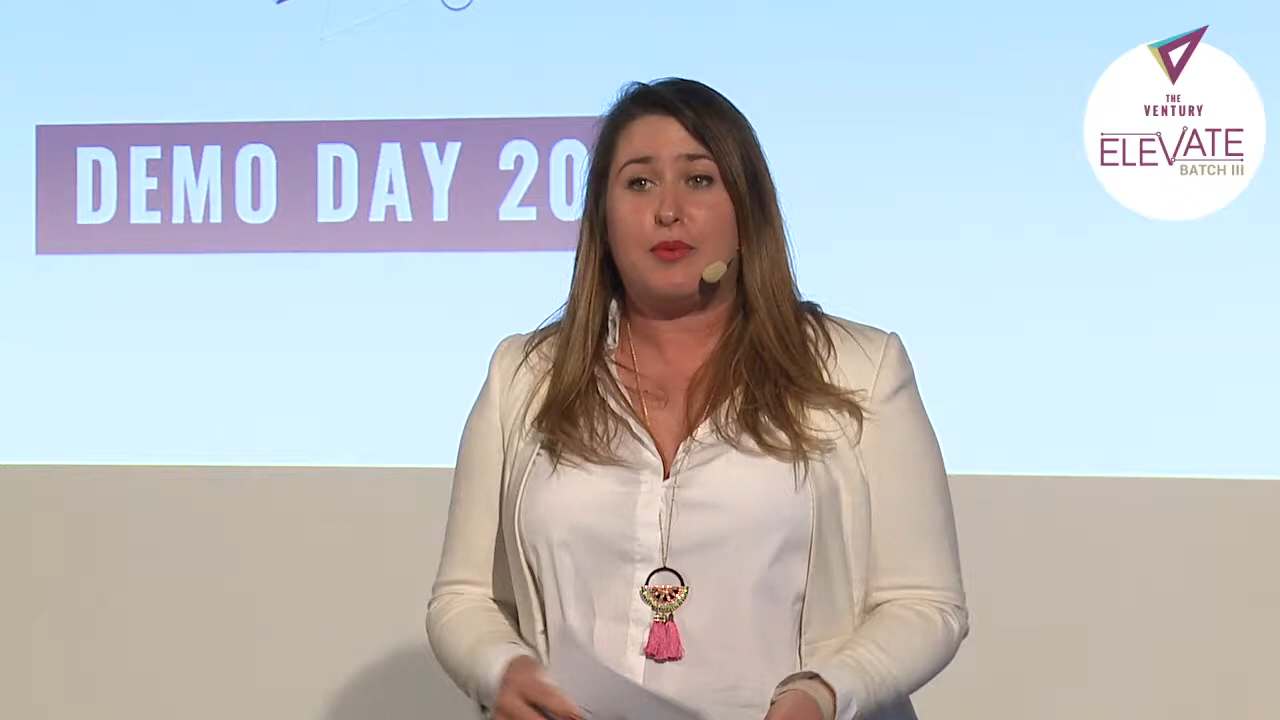 DEMO DAY 20
THE
VENTURY
ELEVATE
BATCH III